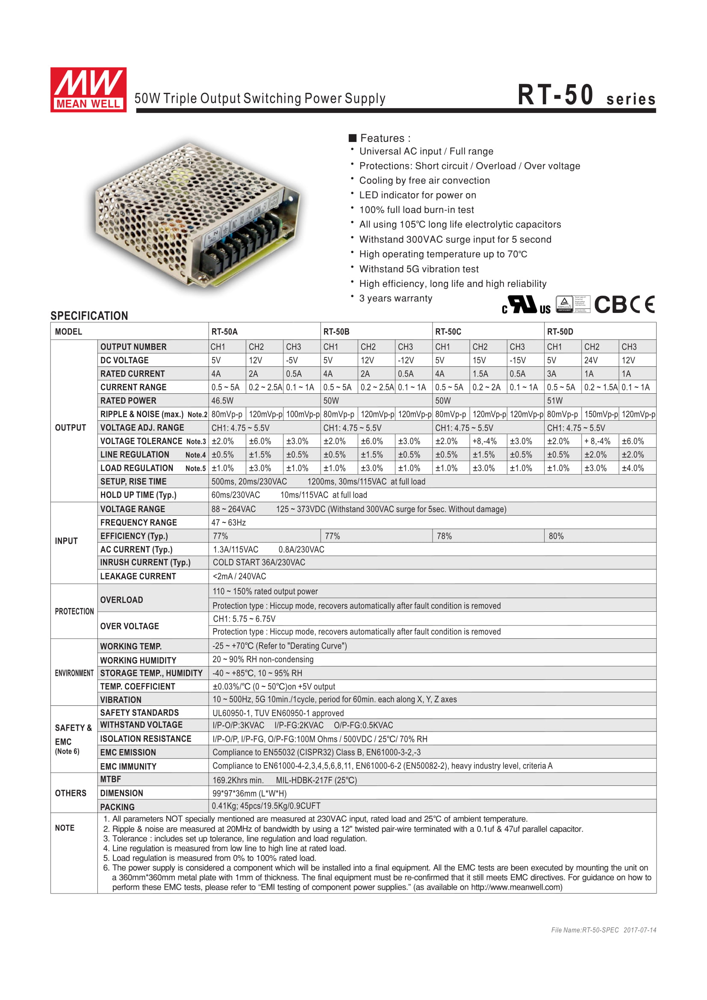 MW
MEAN WELL
50W Triple Output Switching Power Supply
RT-50 series
■ Features :
· Universal AC input / Full range
· Protections: Short circuit / Overload / Over voltage
· Cooling by free air convection
· LED indicator for power on
· 100% full load burn-in test
· All using 105℃ long life electrolytic capacitors
· Withstand 300VAC surge input for 5 second
· High operating temperature up to 70℃
· Withstand 5G vibration test
· High efficiency, long life and high reliability
· 3 years warranty
L N (AC) NC V3 +V2 COM +5V +5V ADJ.
c RU US TÜVRheinland ZERTIFIZIERT CB CE
SPECIFICATION
MODEL RT-50A RT-50B RT-50C RT-50D
OUTPUT
OUTPUT NUMBER CH1 CH2 CH3 CH1 CH2 CH3 CH1 CH2 CH3 CH1 CH2 CH3
DC VOLTAGE 5V 12V -5V 5V 12V -12V 5V 15V -15V 5V 24V 12V
RATED CURRENT 4A 2A 0.5A 4A 2A 0.5A 4A 1.5A 0.5A 3A 1A 1A
CURRENT RANGE 0.5 ~ 5A 0.2 ~ 2.5A 0.1 ~ 1A 0.5 ~ 5A 0.2 ~ 2.5A 0.1 ~ 1A 0.5 ~ 5A 0.2 ~ 2A 0.1 ~ 1A 0.5 ~ 5A 0.2 ~ 1.5A 0.1 ~ 1A
RATED POWER 46.5W 50W 50W 51W
RIPPLE & NOISE (max.) Note.2 80mVp-p 120mVp-p 100mVp-p 80mVp-p 120mVp-p 120mVp-p 80mVp-p 120mVp-p 120mVp-p 80mVp-p 150mVp-p 120mVp-p
VOLTAGE ADJ. RANGE CH1: 4.75 ~ 5.5V CH1: 4.75 ~ 5.5V CH1: 4.75 ~ 5.5V CH1: 4.75 ~ 5.5V
VOLTAGE TOLERANCE Note.3 ±2.0% ±6.0% ±3.0% ±2.0% ±6.0% ±3.0% ±2.0% +8,-4% ±3.0% ±2.0% + 8,-4% ±6.0%
LINE REGULATION Note.4 ±0.5% ±1.5% ±0.5% ±0.5% ±1.5% ±0.5% ±0.5% ±1.5% ±0.5% ±0.5% ±2.0% ±2.0%
LOAD REGULATION Note.5 ±1.0% ±3.0% ±1.0% ±1.0% ±3.0% ±1.0% ±1.0% ±3.0% ±1.0% ±1.0% ±3.0% ±4.0%
SETUP, RISE TIME 500ms, 20ms/230VAC 1200ms, 30ms/115VAC at full load
HOLD UP TIME (Typ.) 60ms/230VAC 10ms/115VAC at full load
INPUT
VOLTAGE RANGE 88 ~ 264VAC 125 ~ 373VDC (Withstand 300VAC surge for 5sec. Without damage)
FREQUENCY RANGE 47 ~ 63Hz
EFFICIENCY (Typ.) 77% 77% 78% 80%
AC CURRENT (Typ.) 1.3A/115VAC 0.8A/230VAC
INRUSH CURRENT (Typ.) COLD START 36A/230VAC
LEAKAGE CURRENT <2mA / 240VAC
PROTECTION
OVERLOAD 110 ~ 150% rated output power
Protection type : Hiccup mode, recovers automatically after fault condition is removed
OVER VOLTAGE CH1: 5.75 ~ 6.75V
Protection type : Hiccup mode, recovers automatically after fault condition is removed
ENVIRONMENT
WORKING TEMP. -25 ~ +70℃ (Refer to "Derating Curve")
WORKING HUMIDITY 20 ~ 90% RH non-condensing
STORAGE TEMP., HUMIDITY -40 ~ +85℃, 10 ~ 95% RH
TEMP. COEFFICIENT ±0.03%/℃ (0 ~ 50℃)on +5V output
VIBRATION 10 ~ 500Hz, 5G 10min./1cycle, period for 60min. each along X, Y, Z axes
SAFETY &
EMC
(Note 6)
SAFETY STANDARDS UL60950-1, TUV EN60950-1 approved
WITHSTAND VOLTAGE I/P-O/P:3KVAC I/P-FG:2KVAC O/P-FG:0.5KVAC
ISOLATION RESISTANCE I/P-O/P, I/P-FG, O/P-FG:100M Ohms / 500VDC / 25℃/ 70% RH
EMC EMISSION Compliance to EN55032 (CISPR32) Class B, EN61000-3-2,-3
EMC IMMUNITY Compliance to EN61000-4-2,3,4,5,6,8,11, EN61000-6-2 (EN50082-2), heavy industry level, criteria A
OTHERS
MTBF 169.2Khrs min. MIL-HDBK-217F (25℃)
DIMENSION 99*97*36mm (L*W*H)
PACKING 0.41Kg; 45pcs/19.5Kg/0.9CUFT
NOTE
1. All parameters NOT specially mentioned are measured at 230VAC input, rated load and 25℃ of ambient temperature.
2. Ripple & noise are measured at 20MHz of bandwidth by using a 12" twisted pair-wire terminated with a 0.1uf & 47uf parallel capacitor.
3. Tolerance : includes set up tolerance, line regulation and load regulation.
4. Line regulation is measured from low line to high line at rated load.
5. Load regulation is measured from 0% to 100% rated load.
6. The power supply is considered a component which will be installed into a final equipment. All the EMC tests are been executed by mounting the unit on
a 360mm*360mm metal plate with 1mm of thickness. The final equipment must be re-confirmed that it still meets EMC directives. For guidance on how to
perform these EMC tests, please refer to “EMI testing of component power supplies.” (as available on http://www.meanwell.com)
File Name:RT-50-SPEC 2017-07-14